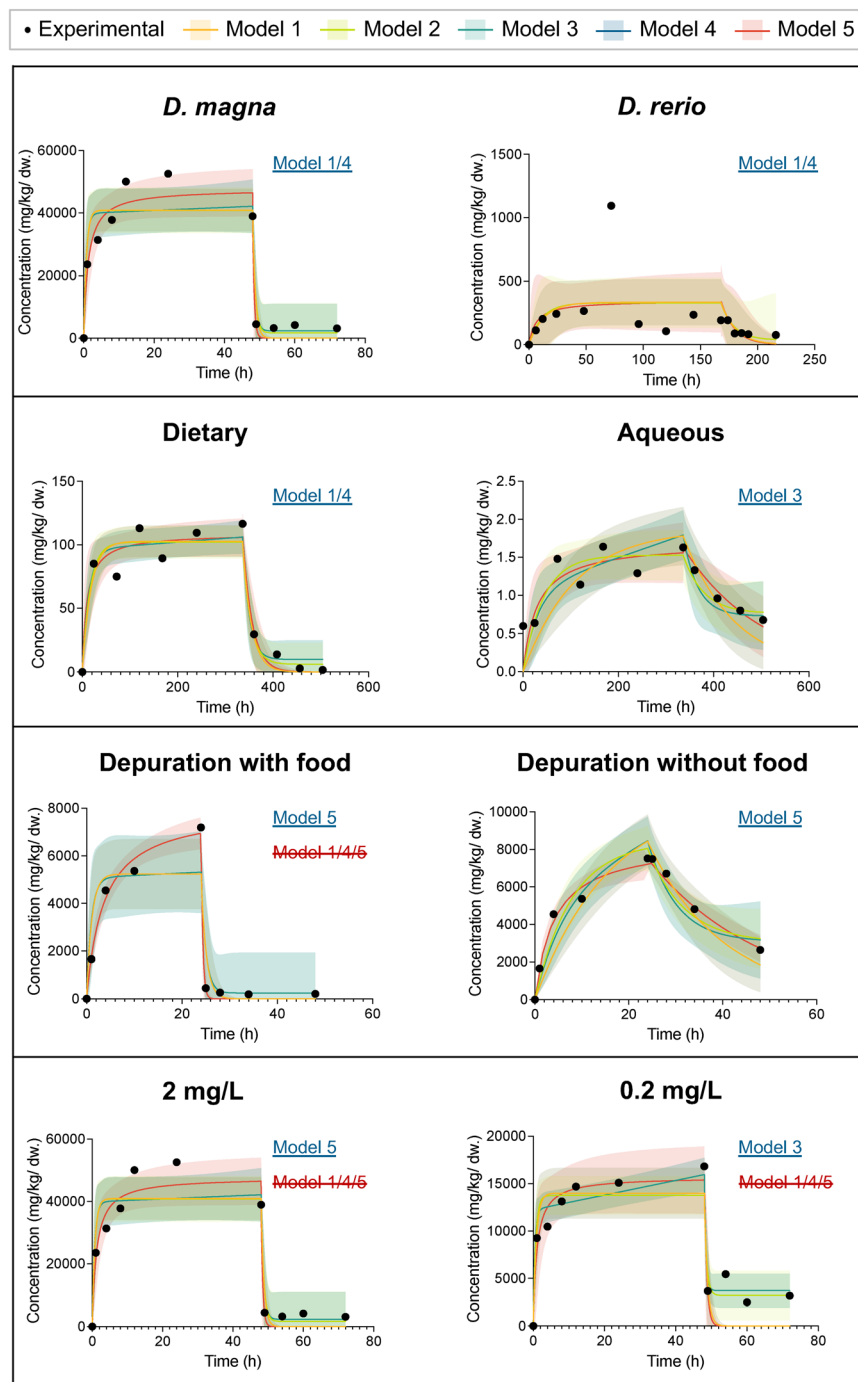 Experimental Model 1 Model 2 Model 3 Model 4 Model 5
D. magna
Concentration (mg/kg/ dw.)
60000
40000
20000
0
0 20 40 60 80
Time (h)
Model 1/4
D. rerio
Concentration (mg/kg/ dw.)
1500
1000
500
0
0 50 100 150 200 250
Time (h)
Model 1/4
Dietary
Concentration (mg/kg/ dw.)
150
100
50
0
0 200 400 600
Time (h)
Model 1/4
Aqueous
Concentration (mg/kg/ dw.)
2.5
2.0
1.5
1.0
0.5
0.0
0 200 400 600
Time (h)
Model 3
Depuration with food
Concentration (mg/kg/ dw.)
8000
6000
4000
2000
0
0 20 40 60
Time (h)
Model 5
Model 1/4/5
Depuration without food
Concentration (mg/kg/ dw.)
10000
8000
6000
4000
2000
0
0 20 40 60
Time (h)
Model 5
2 mg/L
Concentration (mg/kg/ dw.)
60000
40000
20000
0
0 20 40 60 80
Time (h)
Model 5
Model 1/4/5
0.2 mg/L
Concentration (mg/kg/ dw.)
20000
15000
10000
5000
0
0 20 40 60 80
Time (h)
Model 3
Model 1/4/5